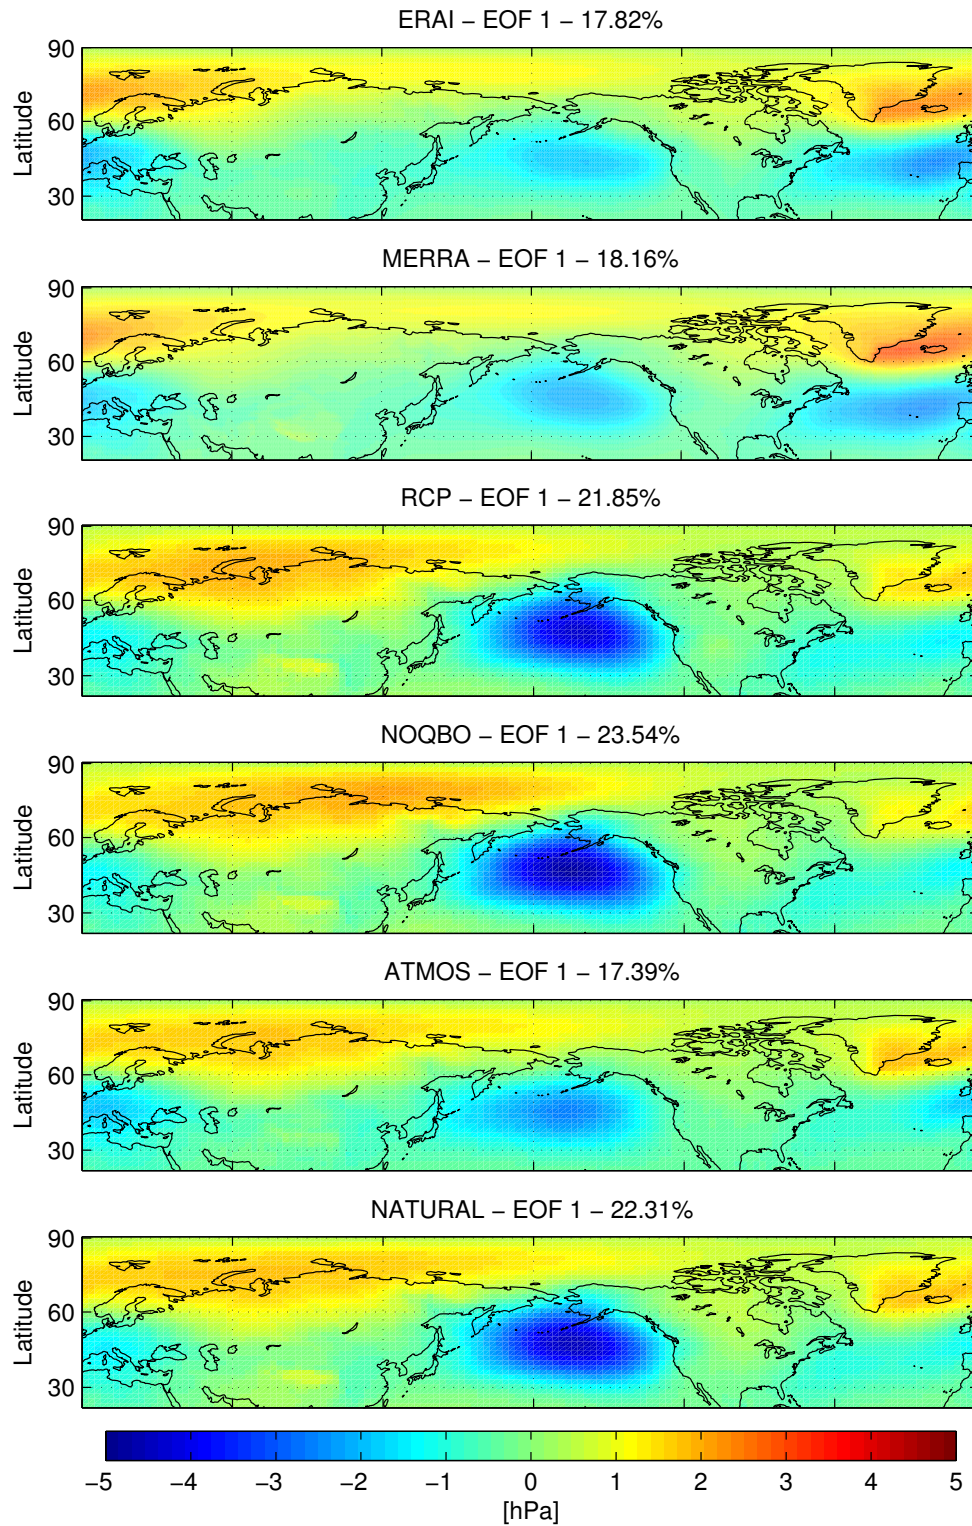 ERAI − EOF 1 − 17.82%
90
60
30
Latitude
MERRA − EOF 1 − 18.16%
90
60
30
Latitude
RCP − EOF 1 − 21.85%
90
60
30
Latitude
NOQBO − EOF 1 − 23.54%
90
60
30
Latitude
ATMOS − EOF 1 − 17.39%
90
60
30
Latitude
NATURAL − EOF 1 − 22.31%
90
60
30
Latitude
−5 −4 −3 −2 −1 0 1 2 3 4 5
[hPa]